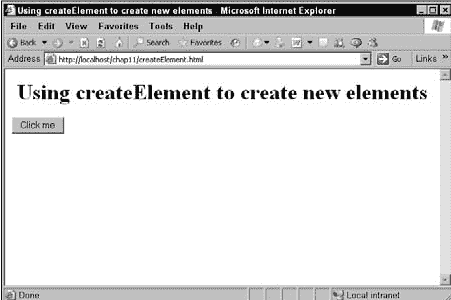 Using createElement to create new elements - Microsoft Internet Explorer
File Edit View Favorites Tools Help
Back Search Favorites
Address http://localhost/chap11/createElement.html Go Links »
Using createElement to create new elements
Click me
Done Local intranet